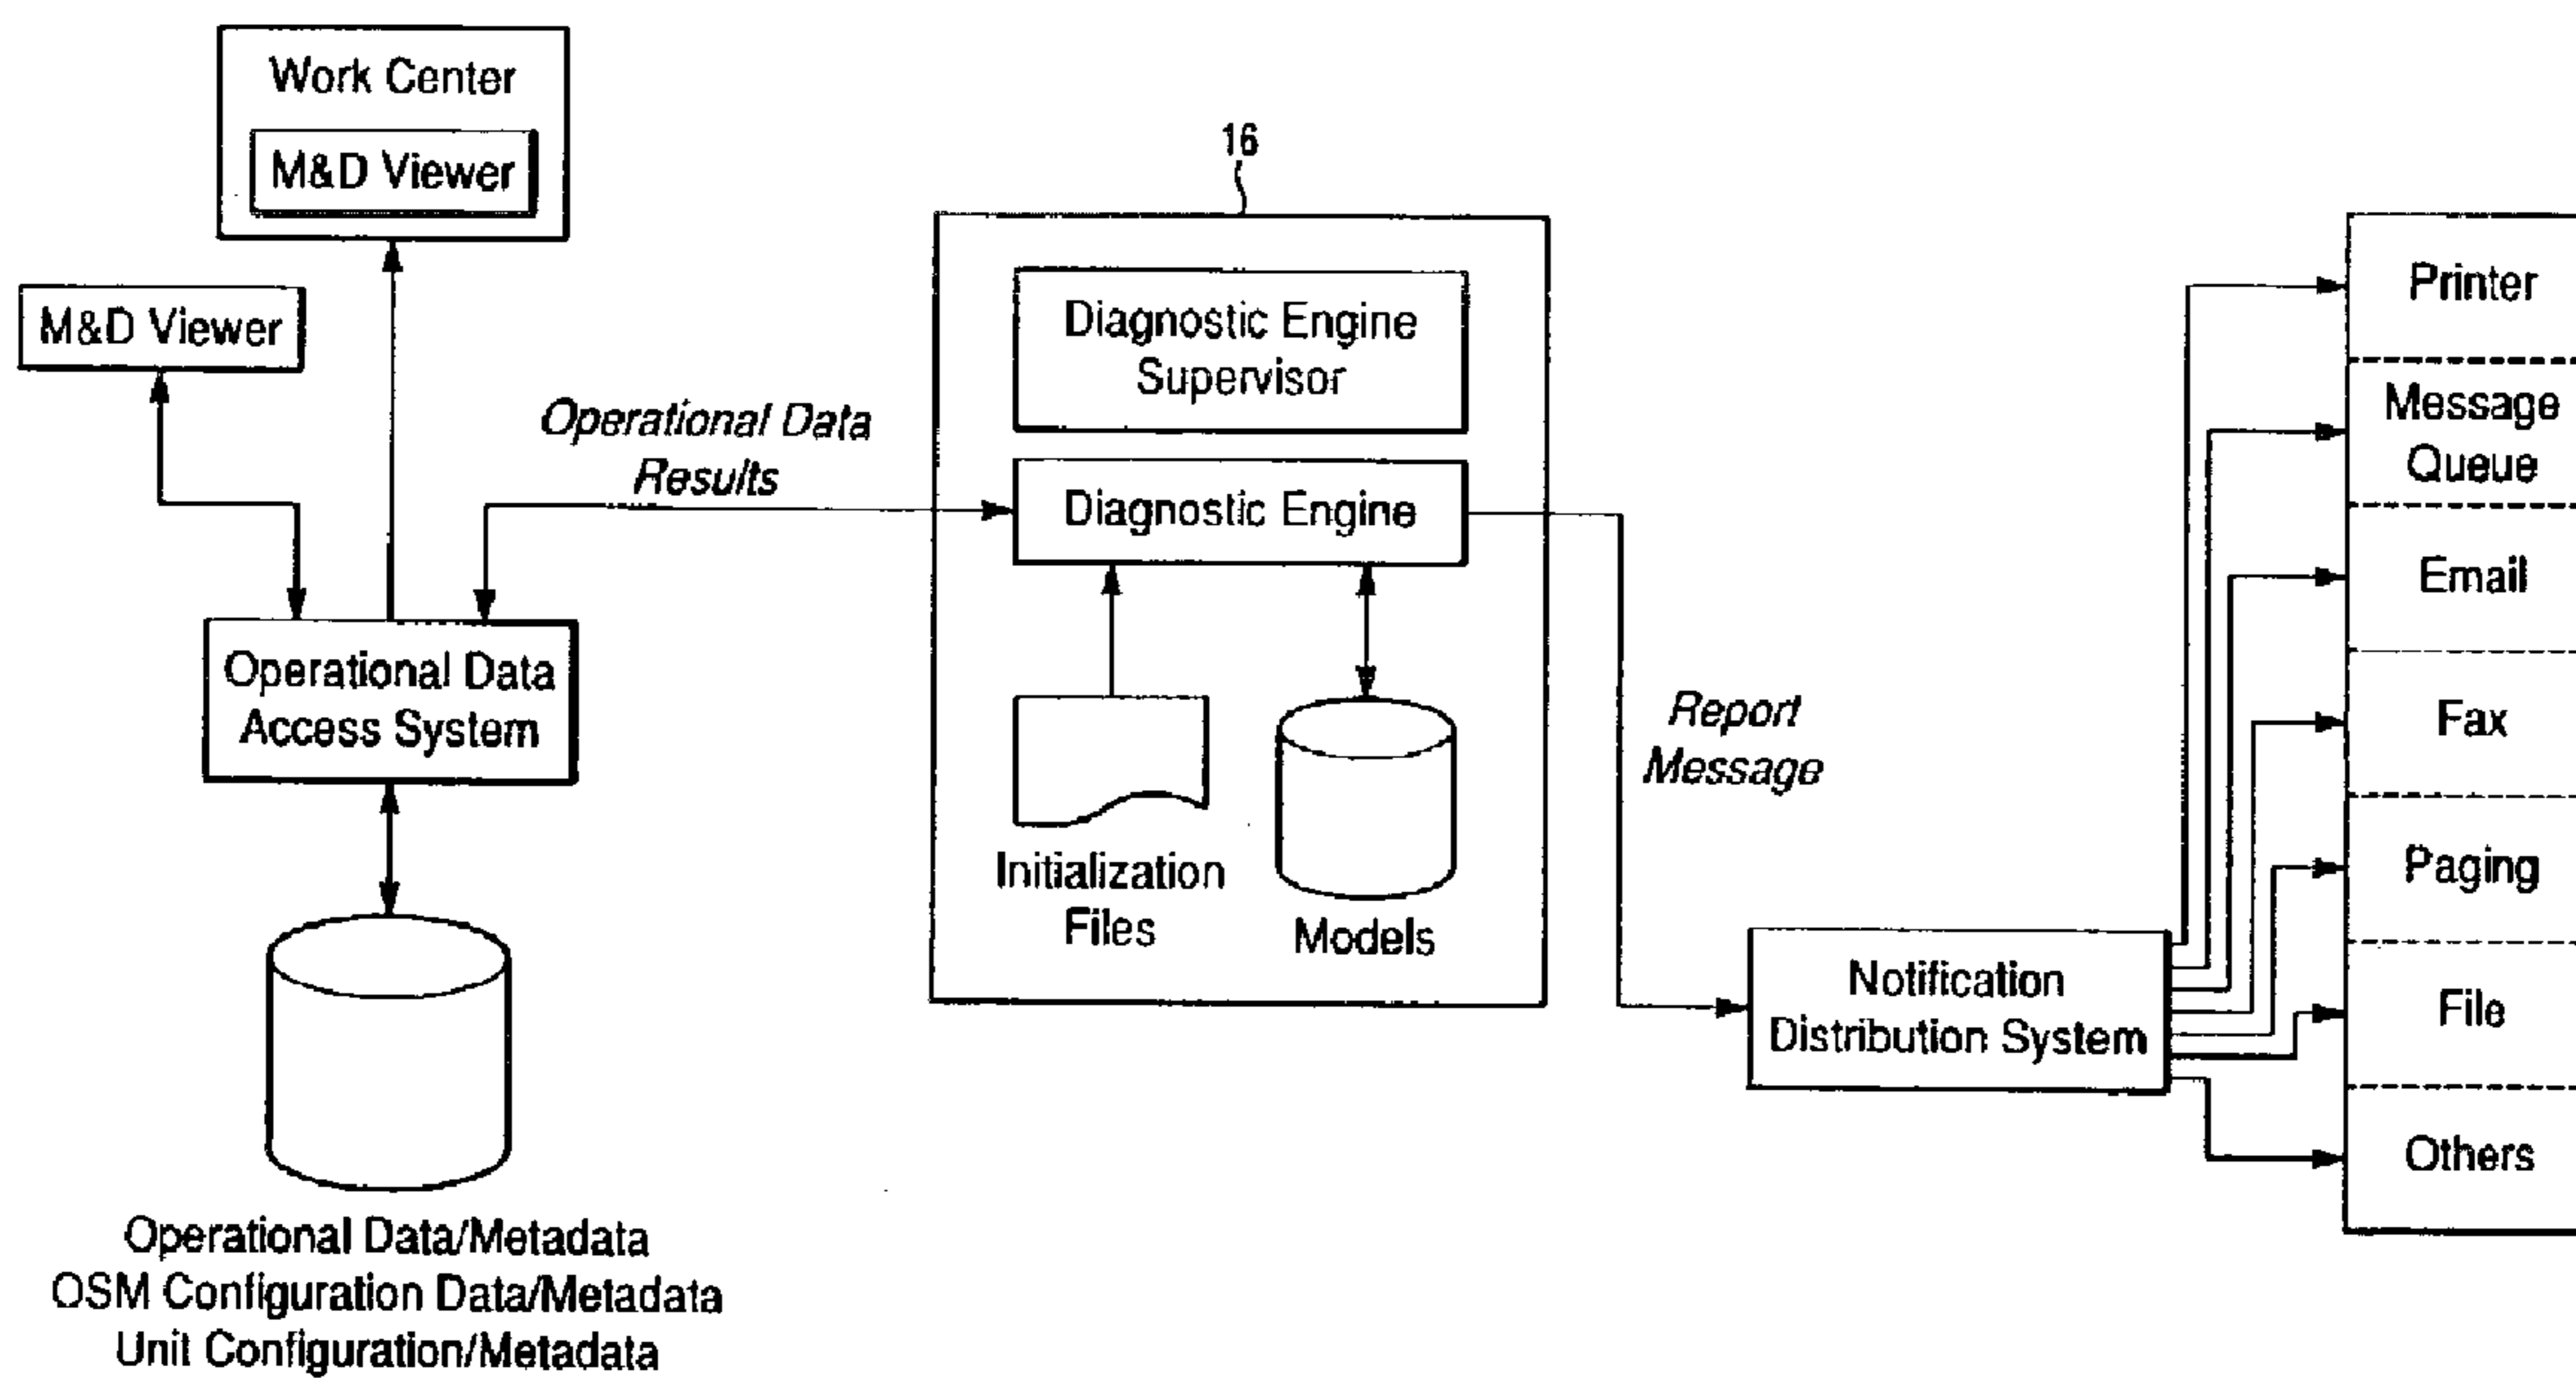 Work Center
M&D Viewer
M&D Viewer
Operational Data
Results
Operational Data
Access System
Operational Data/Metadata
OSM Configuration Data/Metadata
Unit Configuration/Metadata
16
Diagnostic Engine
Supervisor
Diagnostic Engine
Initialization
Files
Models
Report
Message
Notification
Distribution System
Printer
Message
Queue
Email
Fax
Paging
File
Others